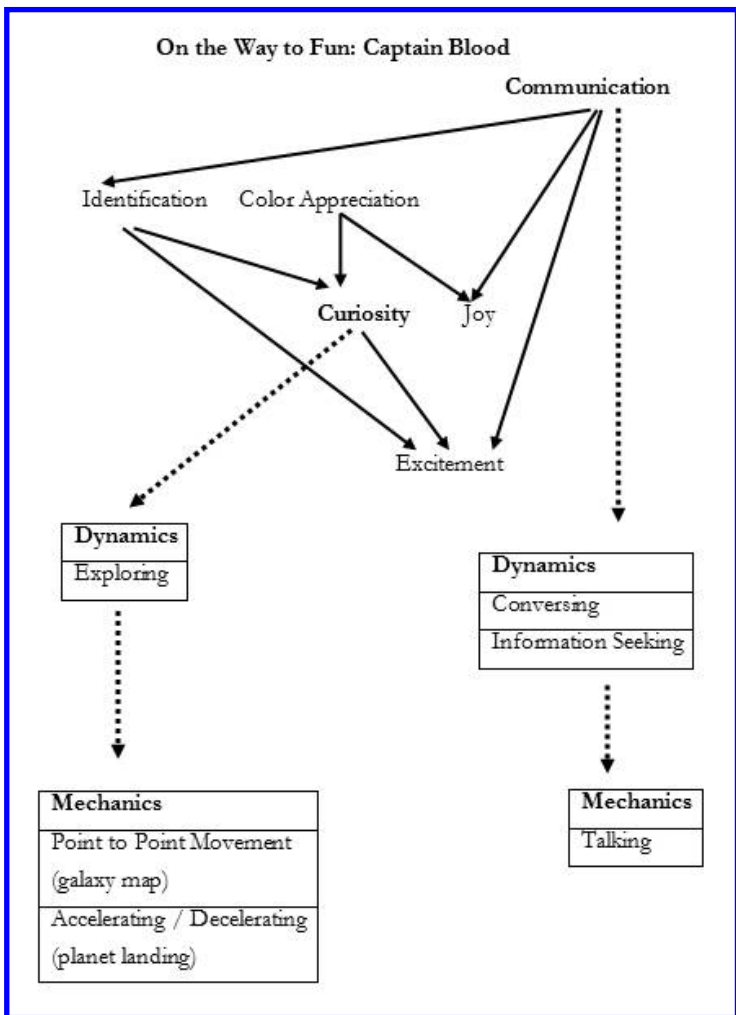 On the Way to Fun: Captain Blood
Communication
Identification
Color Appreciation
Curiosity
Joy
Excitement
Dynamics
Exploring
Dynamics
Conversing
Information Seeking
Mechanics
Point to Point Movement
(galaxy map)
Accelerating / Decelerating
(planet landing)
Mechanics
Talking